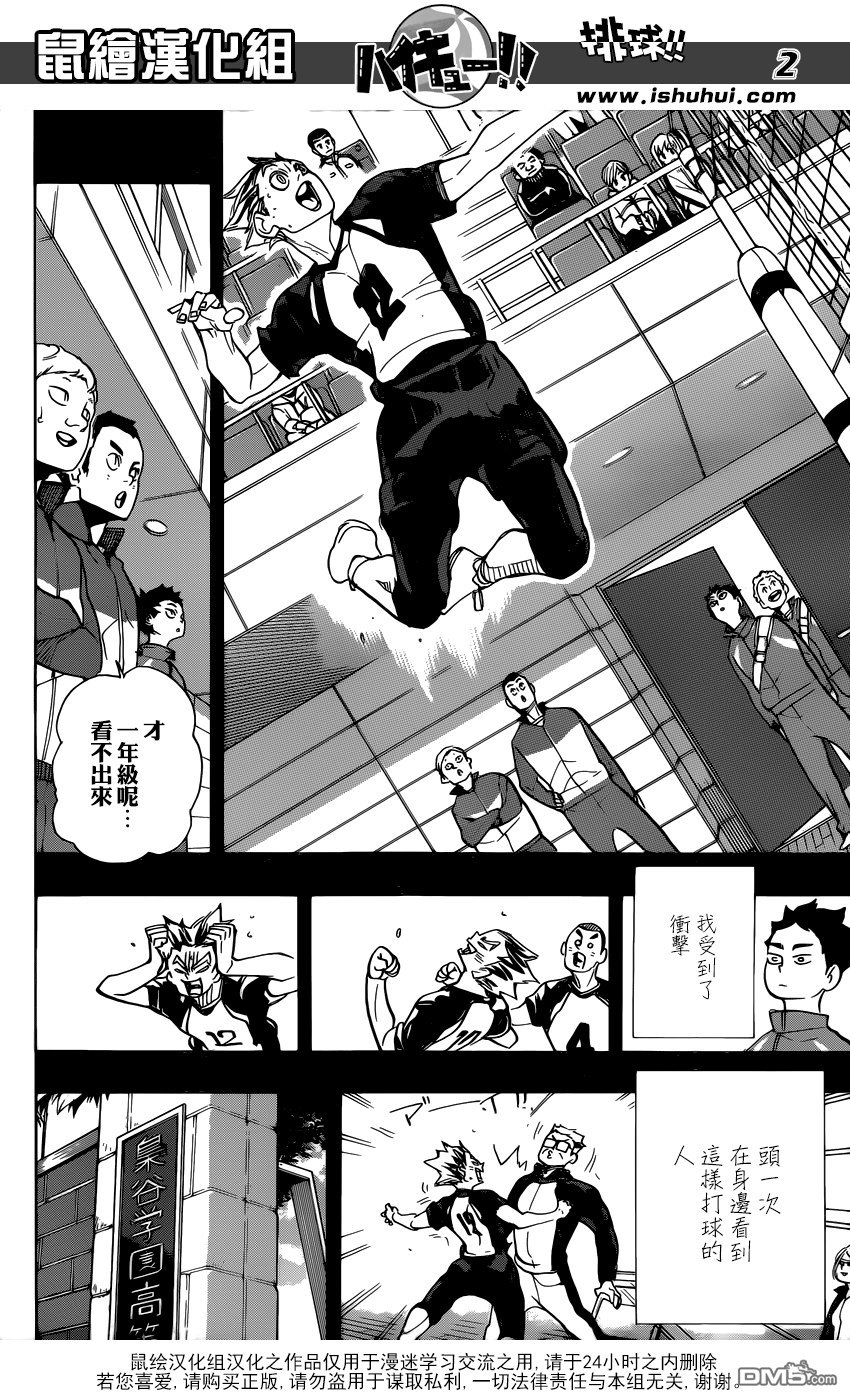 鼠繪漢化組
ハイキュー!!
排球!!
2
www.ishuhui.com
12
才
一年級呢…
看不出來
我受到了
衝擊
4
12
頭一次
在身邊看到
這樣打球的
人
12
梟谷学園高等
鼠绘汉化组汉化之作品仅用于漫迷学习交流之用,请于24小时之内删除
若您喜爱,请购买正版,请勿盗用于谋取私利,一切法律责任与本组无关,谢谢.
DM5.com